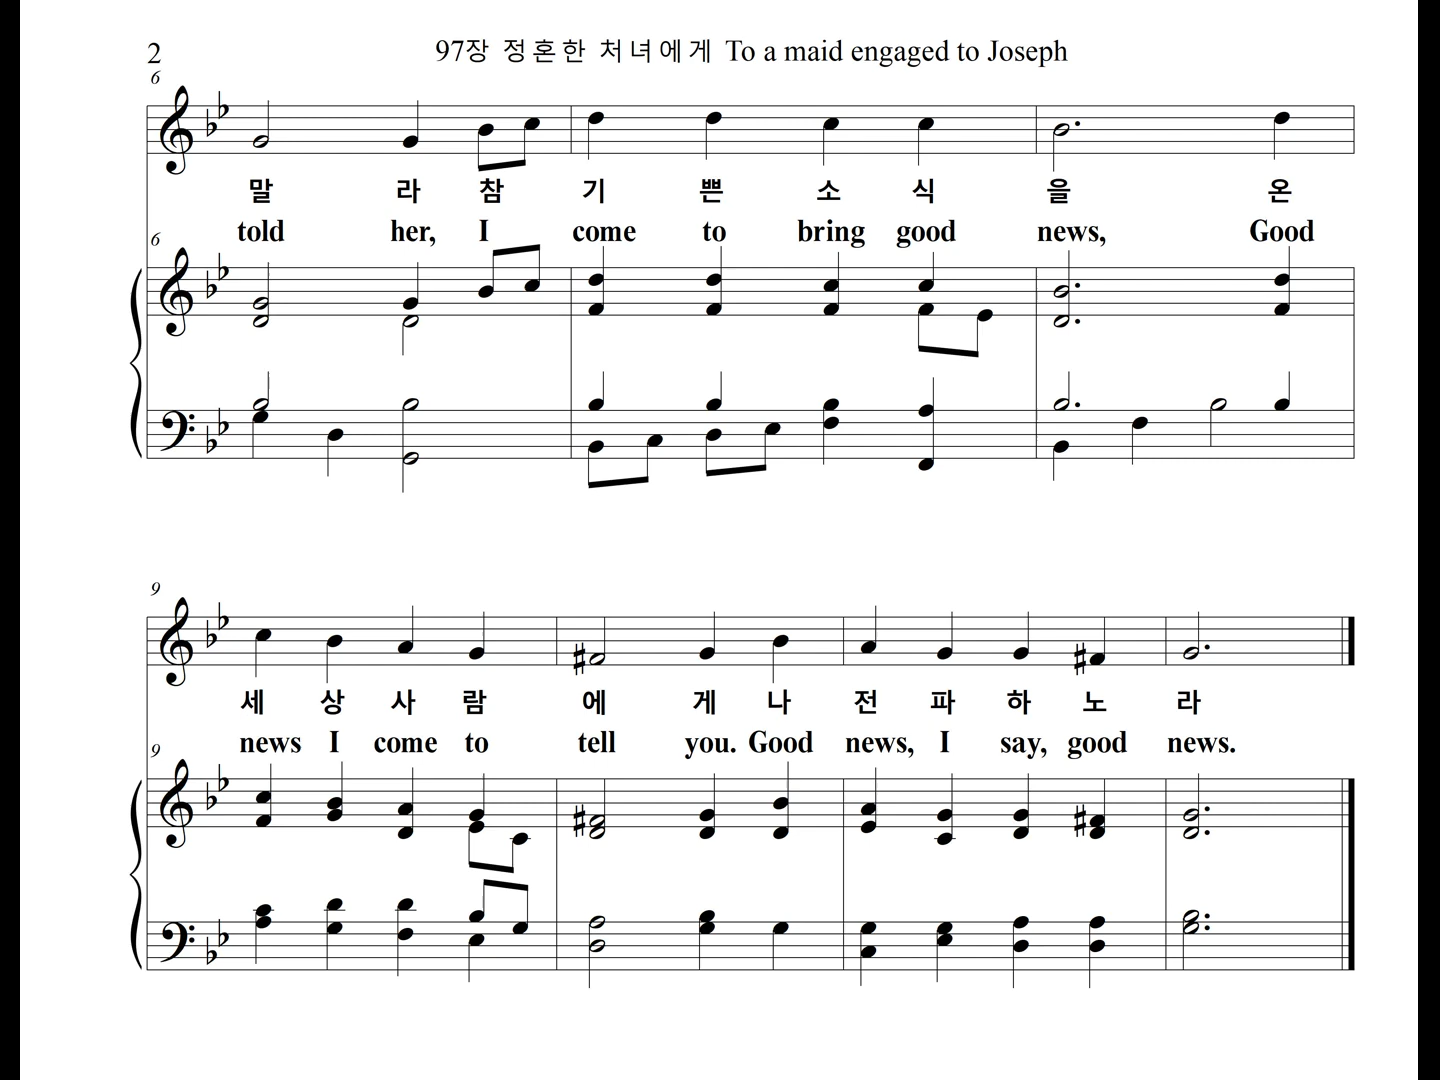 2
97장 정혼한 처녀에게 To a maid engaged to Joseph
6
말 라 참 기 쁜 소 식 을 온
told her, I come to bring good news, Good
6
9
세 상 사 람 에 게 나 전 파 하 노 라
news I come to tell you. Good news, I say, good news.
9